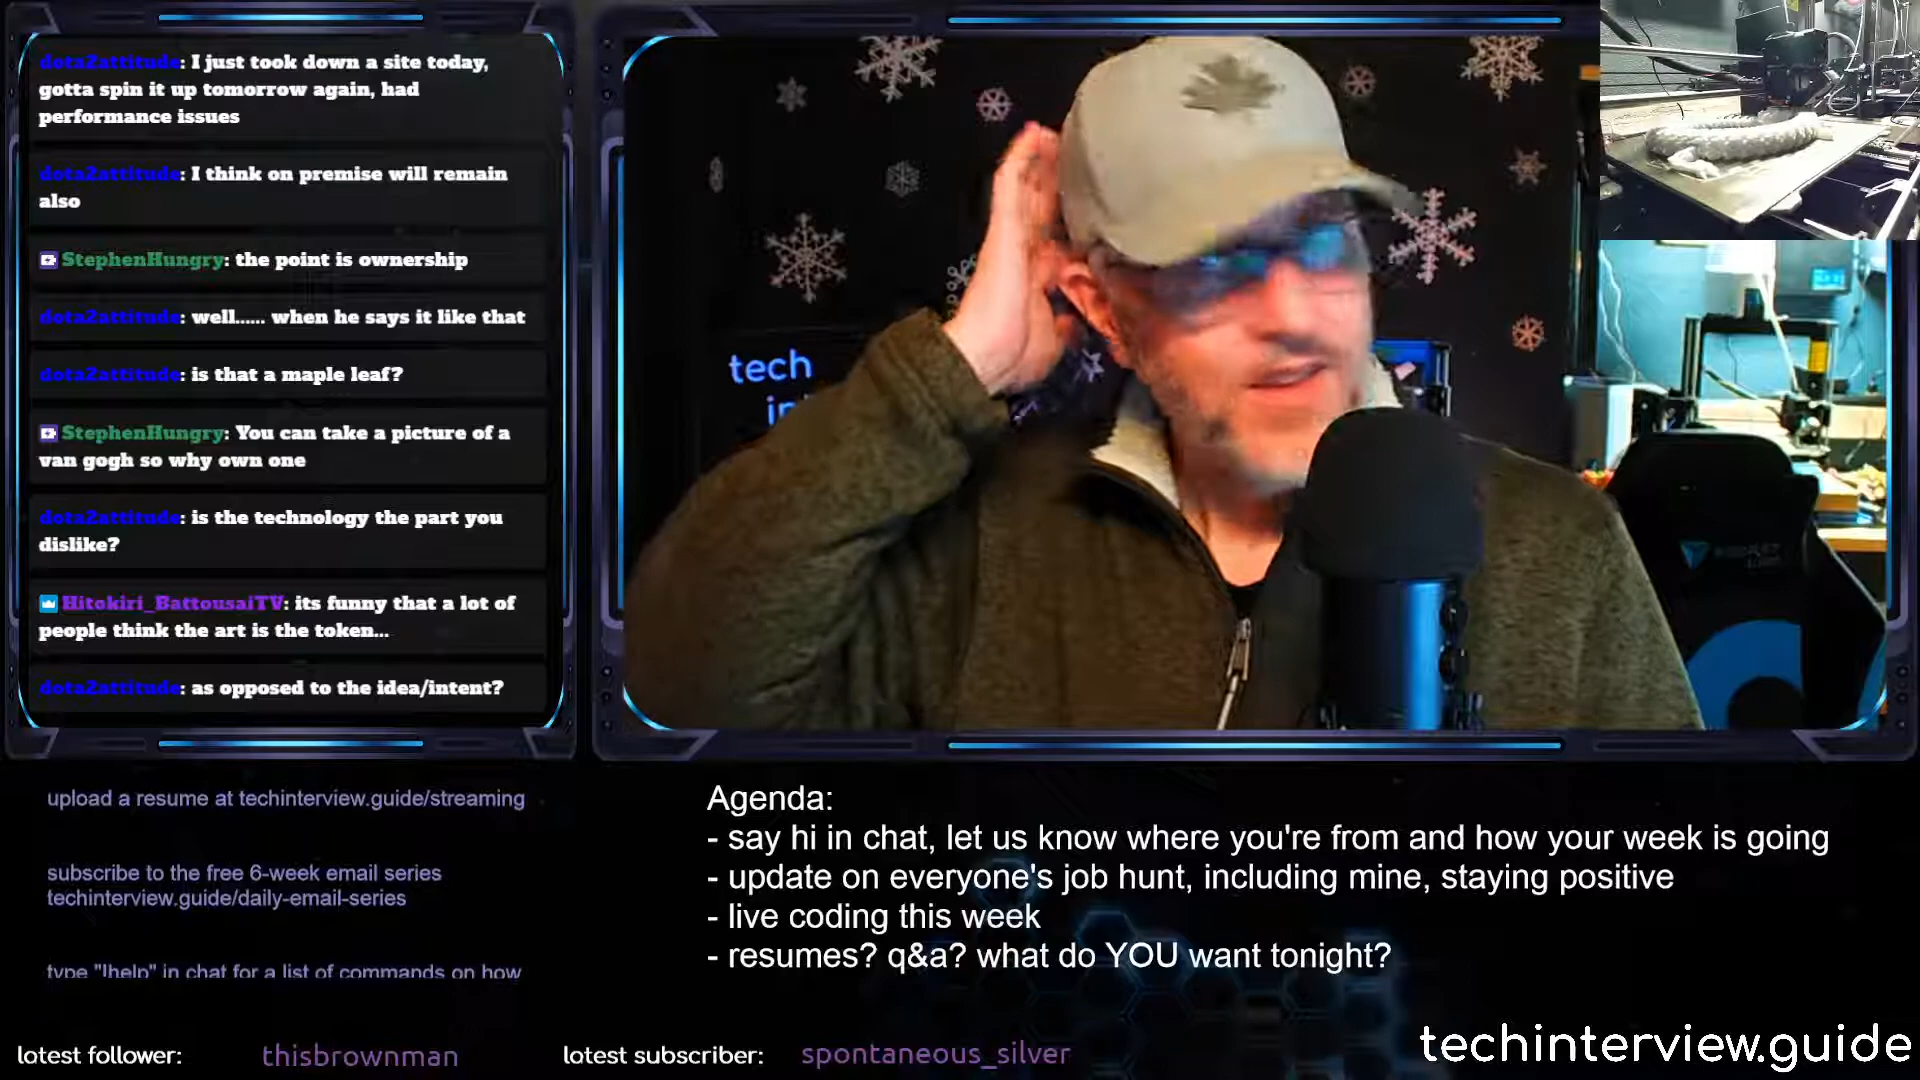 dota2attitude: I just took down a site today,
gotta spin it up tomorrow again, had
performance issues
dota2attitude: I think on premise will remain
also
StephenHungry: the point is ownership
dota2attitude: well...... when he says it like that
dota2attitude: is that a maple leaf?
StephenHungry: You can take a picture of a
van gogh so why own one
dota2attitude: is the technology the part you
dislike?
Hitokiri_BattousaiTV: its funny that a lot of
people think the art is the token...
dota2attitude: as opposed to the idea/intent?
tech
upload a resume at techinterview.guide/streaming
subscribe to the free 6-week email series
techinterview.guide/daily-email-series
type "!help" in chat for a list of commands on how
Agenda:
- say hi in chat, let us know where you're from and how your week is going
- update on everyone's job hunt, including mine, staying positive
- live coding this week
- resumes? q&a? what do YOU want tonight?
latest follower: thisbrownman
latest subscriber: spontaneous_silver
techinterview.guide